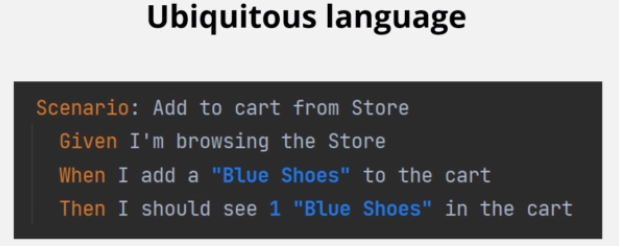 Ubiquitous language
Scenario: Add to cart from Store
Given I'm browsing the Store
When I add a "Blue Shoes" to the cart
Then I should see 1 "Blue Shoes" in the cart